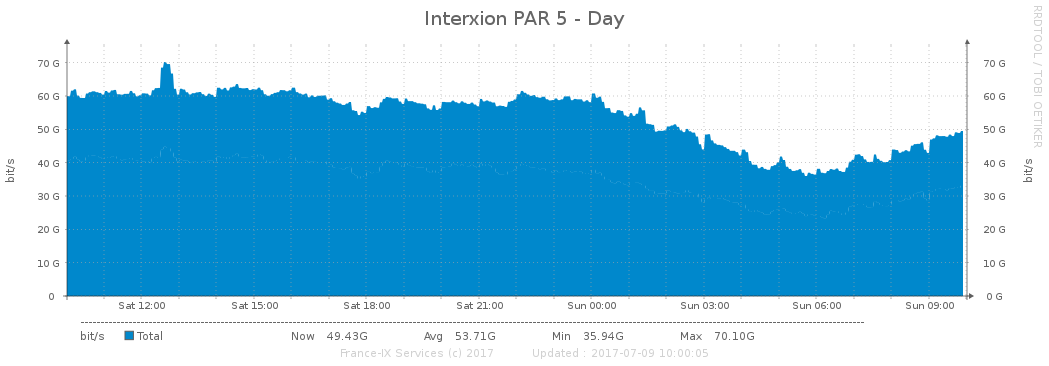 Interxion PAR 5 - Day
RRDTOOL / TOBI OETIKER
bit/s
70 G
60 G
50 G
40 G
30 G
20 G
10 G
0
70 G
60 G
50 G
40 G
30 G
20 G
10 G
0 G
bit/s
Sat 12:00 Sat 15:00 Sat 18:00 Sat 21:00 Sun 00:00 Sun 03:00 Sun 06:00 Sun 09:00
bit/s Total Now 49.43G Avg 53.71G Min 35.94G Max 70.10G
France-IX Services (c) 2017 Updated : 2017-07-09 10:00:05